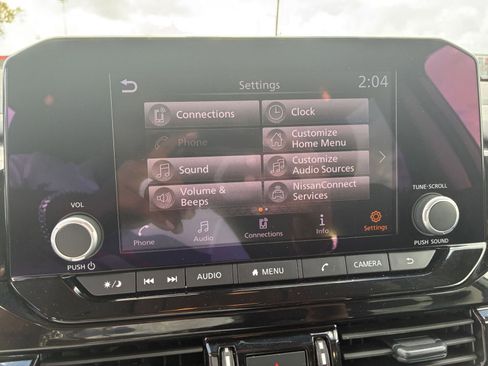 Settings
2:04
Connections
Clock
Phone
Customize
Home Menu
Sound
Customize
Audio Sources
Volume &
Beeps
NissanConnect
Services
Phone
Audio
Connections
Info
Settings
VOL
PUSH
TUNE·SCROLL
PUSH SOUND
AUDIO
MENU
CAMERA